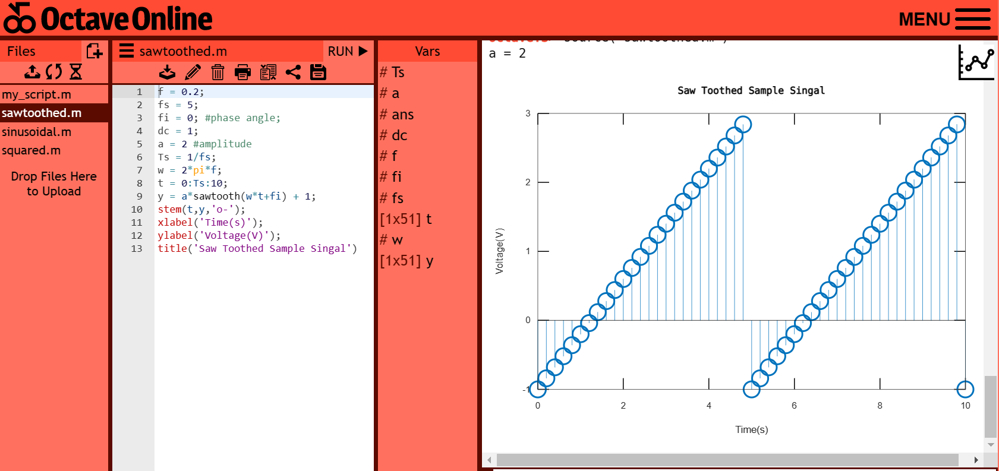 Octave Online
MENU
Files
my_script.m
sawtoothed.m
sinusoidal.m
squared.m
Drop Files Here
to Upload
sawtoothed.m
RUN
1 f = 0.2;
2 fs = 5;
3 fi = 0; #phase angle;
4 dc = 1;
5 a = 2 #amplitude
6 Ts = 1/fs;
7 w = 2*pi*f;
8 t = 0:Ts:10;
9 y = a*sawtooth(w*t+fi) + 1;
10 stem(t,y,'o-');
11 xlabel('Time(s)');
12 ylabel('Voltage(V)');
13 title('Saw Toothed Sample Singal')
Vars
# Ts
# a
# ans
# dc
# f
# fi
# fs
[1x51] t
# w
[1x51] y
a = 2
Saw Toothed Sample Singal
3
2
1
0
-1
Voltage(V)
0 2 4 6 8 10
Time(s)